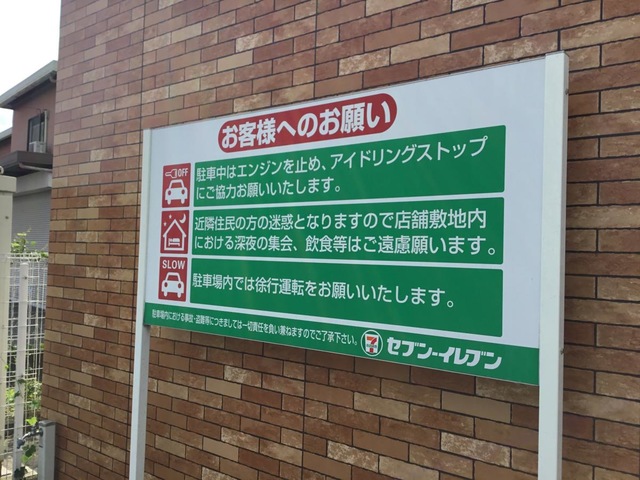 お客様へのお願い
OFF
駐車中はエンジンを止め、アイドリングストップ
にご協力お願いいたします。
近隣住民の方の迷惑となりますので店舗敷地内
における深夜の集会、飲食等はご遠慮願います。
SLOW
駐車場内では徐行運転をお願いいたします。
駐車場内における事故・盗難等につきましては一切責任を負い兼ねますのでご了承下さい。
7 ELEVEN
セブン-イレブン